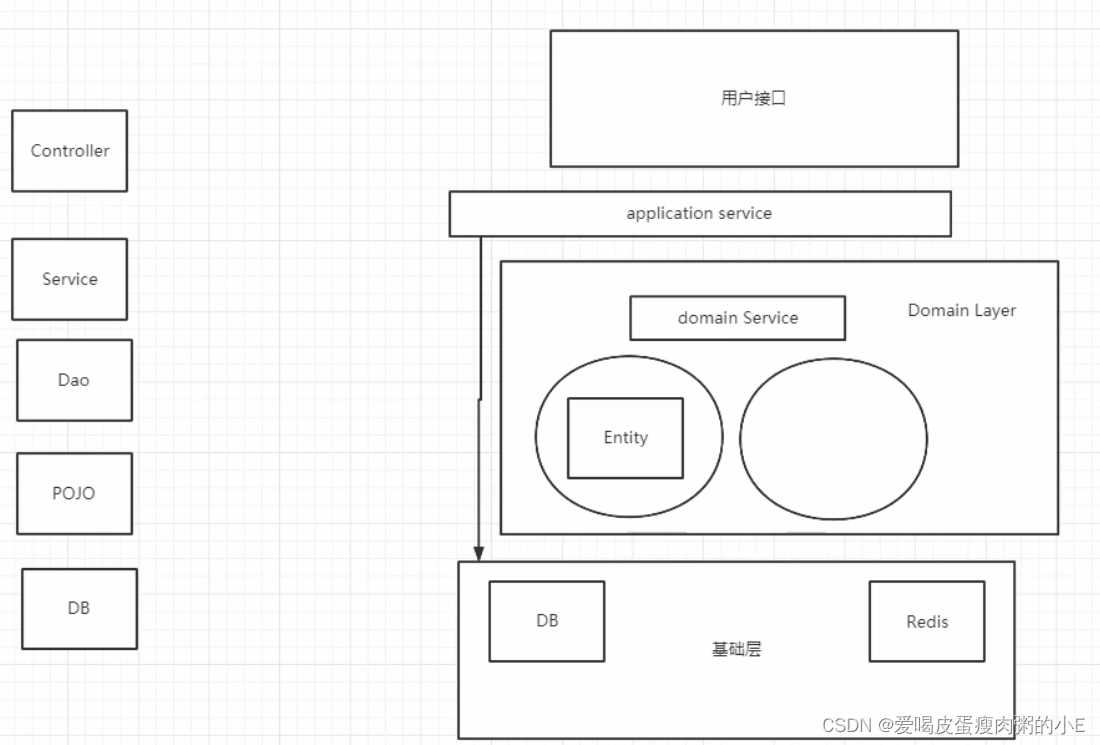 Controller
Service
Dao
POJO
DB
用户接口
application service
domain Service
Domain Layer
Entity
DB
基础层
Redis
CSDN @爱喝皮蛋瘦肉粥的小E